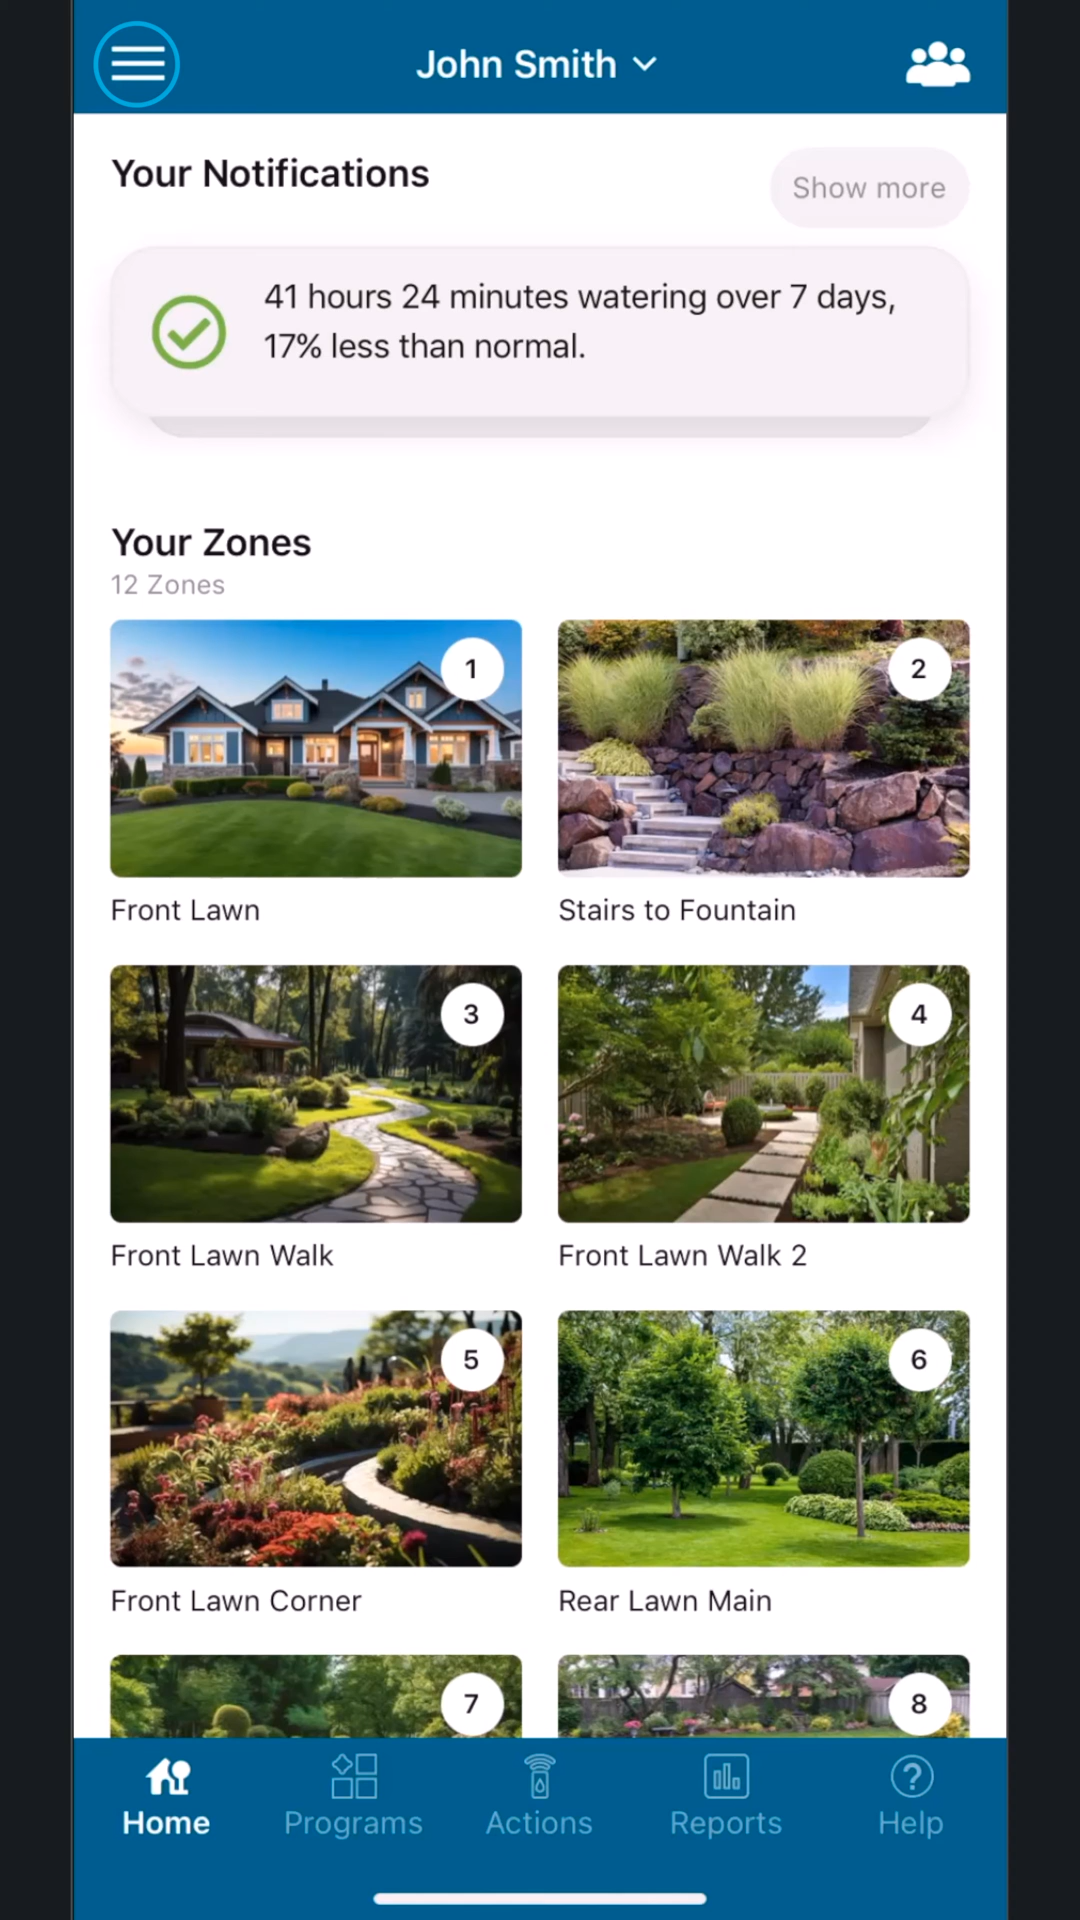 John Smith
Your Notifications
Show more
41 hours 24 minutes watering over 7 days,
17% less than normal.
Your Zones
12 Zones
1
2
Front Lawn
Stairs to Fountain
3
4
Front Lawn Walk
Front Lawn Walk 2
5
6
Front Lawn Corner
Rear Lawn Main
7
8
Home
Programs
Actions
Reports
Help